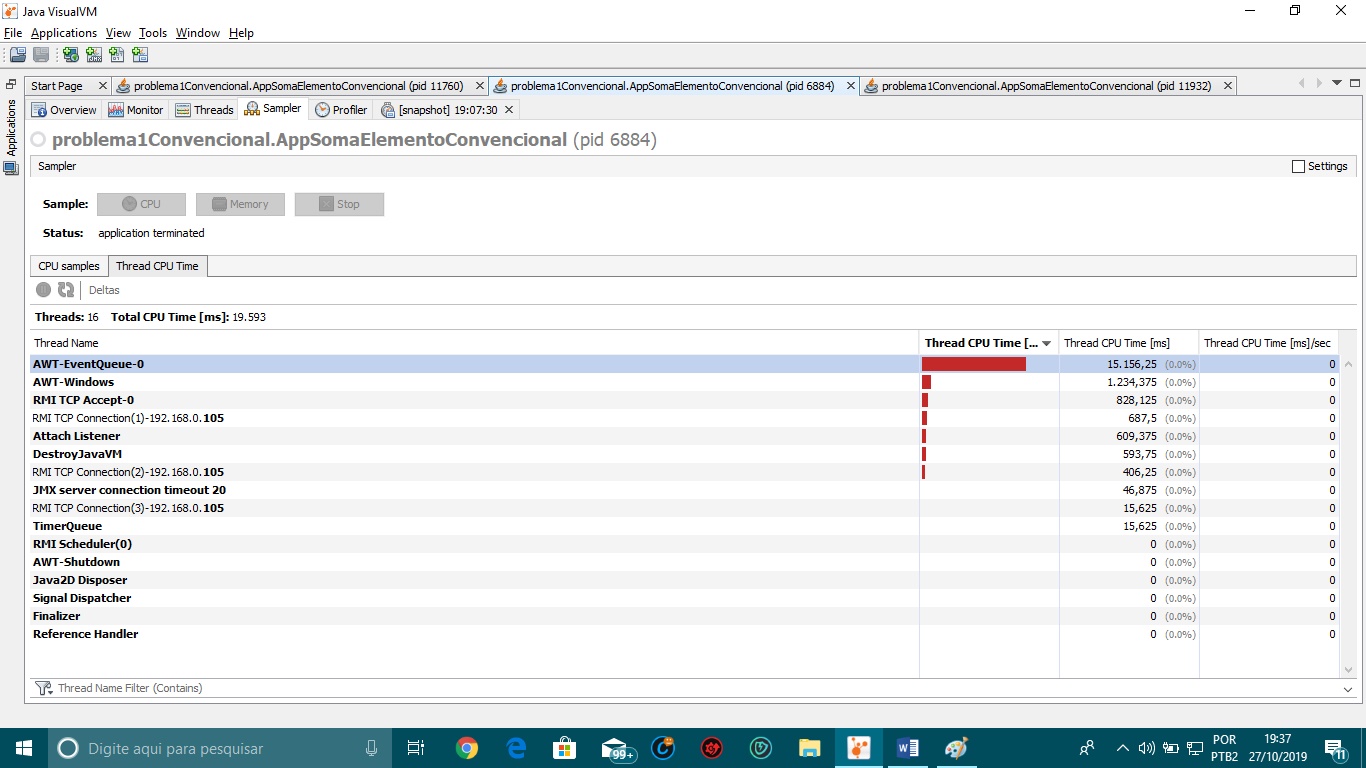 Java VisualVM
File Applications View Tools Window Help
Start Page problema1Convencional.AppSomaElementoConvencional (pid 11760) problema1Convencional.AppSomaElementoConvencional (pid 6884) problema1Convencional.AppSomaElementoConvencional (pid 11932)
Applications
Overview Monitor Threads Sampler Profiler [snapshot] 19:07:30
problema1Convencional.AppSomaElementoConvencional (pid 6884)
Sampler Settings
Sample: CPU Memory Stop
Status: application terminated
CPU samples Thread CPU Time
Deltas
Threads: 16 Total CPU Time [ms]: 19.593
Thread Name Thread CPU Time [... Thread CPU Time [ms] Thread CPU Time [ms]/sec
AWT-EventQueue-0 15.156,25 (0.0%) 0
AWT-Windows 1.234,375 (0.0%) 0
RMI TCP Accept-0 828,125 (0.0%) 0
RMI TCP Connection(1)-192.168.0.105 687,5 (0.0%) 0
Attach Listener 609,375 (0.0%) 0
DestroyJavaVM 593,75 (0.0%) 0
RMI TCP Connection(2)-192.168.0.105 406,25 (0.0%) 0
JMX server connection timeout 20 46,875 (0.0%) 0
RMI TCP Connection(3)-192.168.0.105 15,625 (0.0%) 0
TimerQueue 15,625 (0.0%) 0
RMI Scheduler(0) 0 (0.0%) 0
AWT-Shutdown 0 (0.0%) 0
Java2D Disposer 0 (0.0%) 0
Signal Dispatcher 0 (0.0%) 0
Finalizer 0 (0.0%) 0
Reference Handler 0 (0.0%) 0
Thread Name Filter (Contains)
Digite aqui para pesquisar 99+ POR 19:37
PTB2 27/10/2019 11